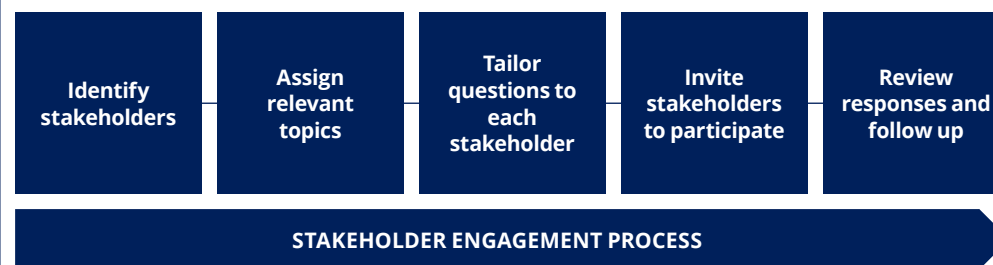 Identify
stakeholders
Assign
relevant
topics
Tailor
questions to
each
stakeholder
Invite
stakeholders
to participate
Review
responses and
follow up
STAKEHOLDER ENGAGEMENT PROCESS